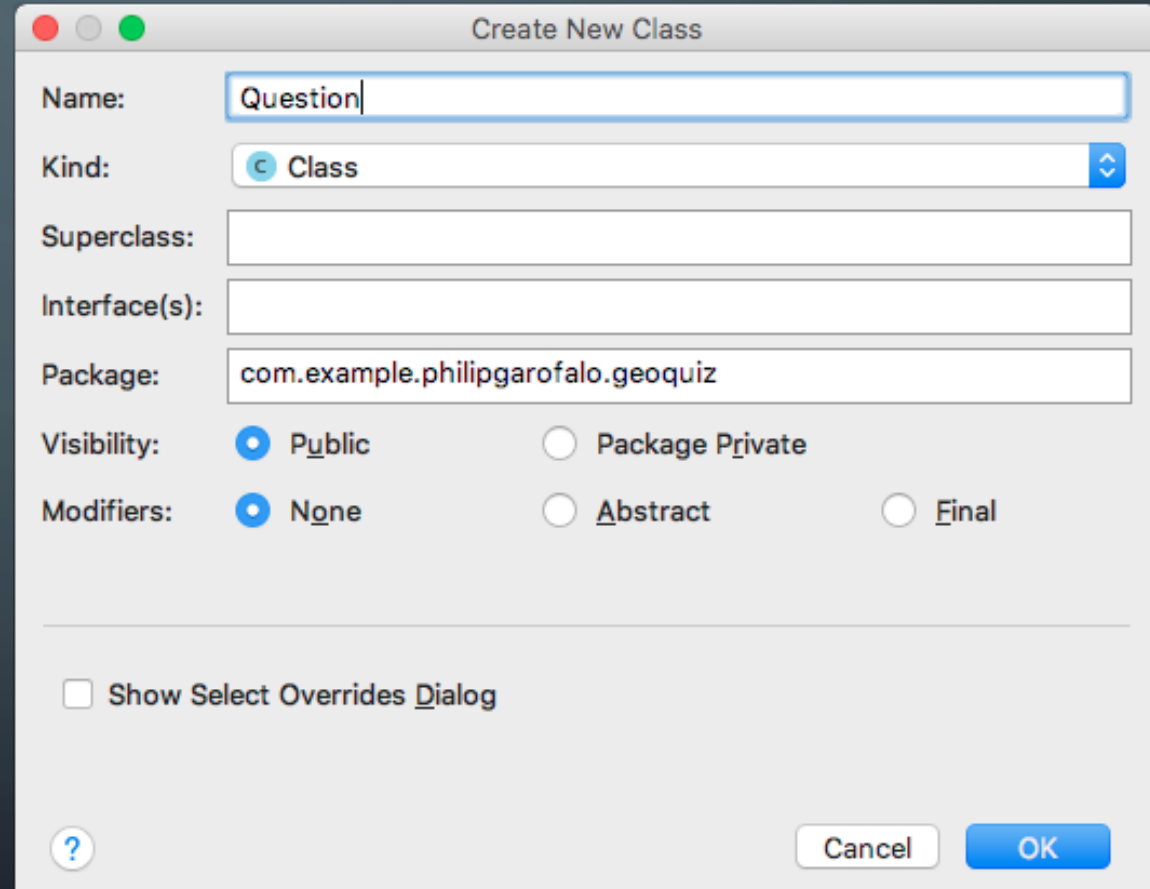 Create New Class
Name: Question
Kind: C Class
Superclass:
Interface(s):
Package: com.example.philipgarofalo.geoquiz
Visibility: Public Package Private
Modifiers: None Abstract Final
Show Select Overrides Dialog
? Cancel OK